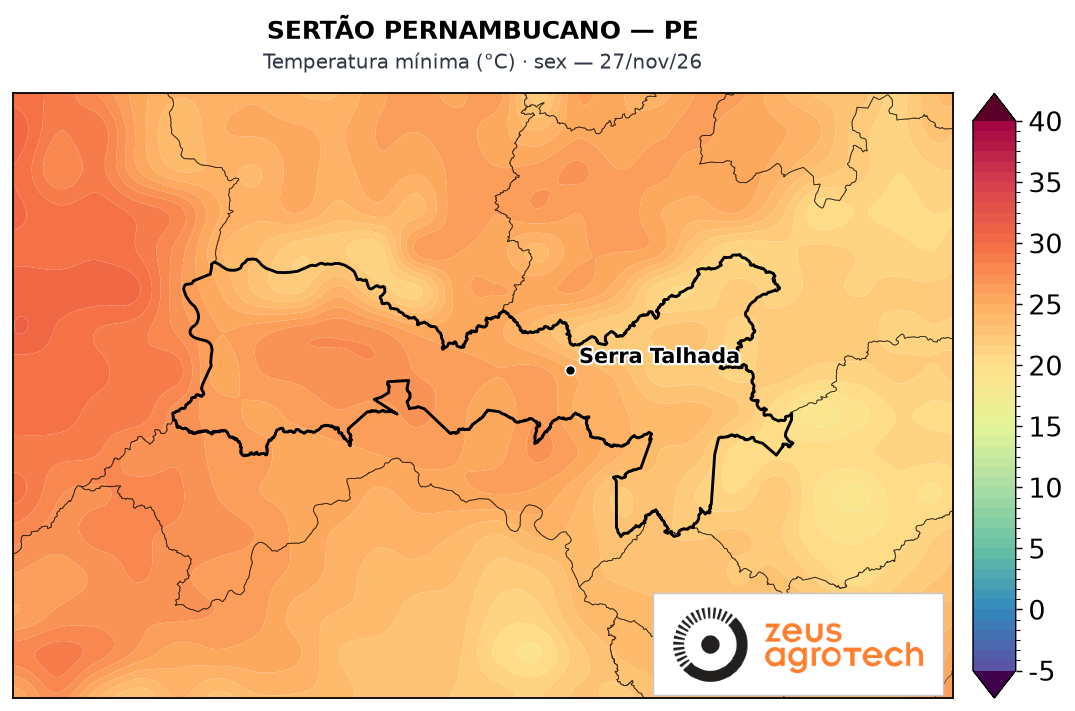 SERTÃO PERNAMBUCANO — PE
Temperatura mínima (°C) · sex — 27/nov/26
40
35
30
25
20
15
10
5
0
-5
Serra Talhada
zeus
agrotech